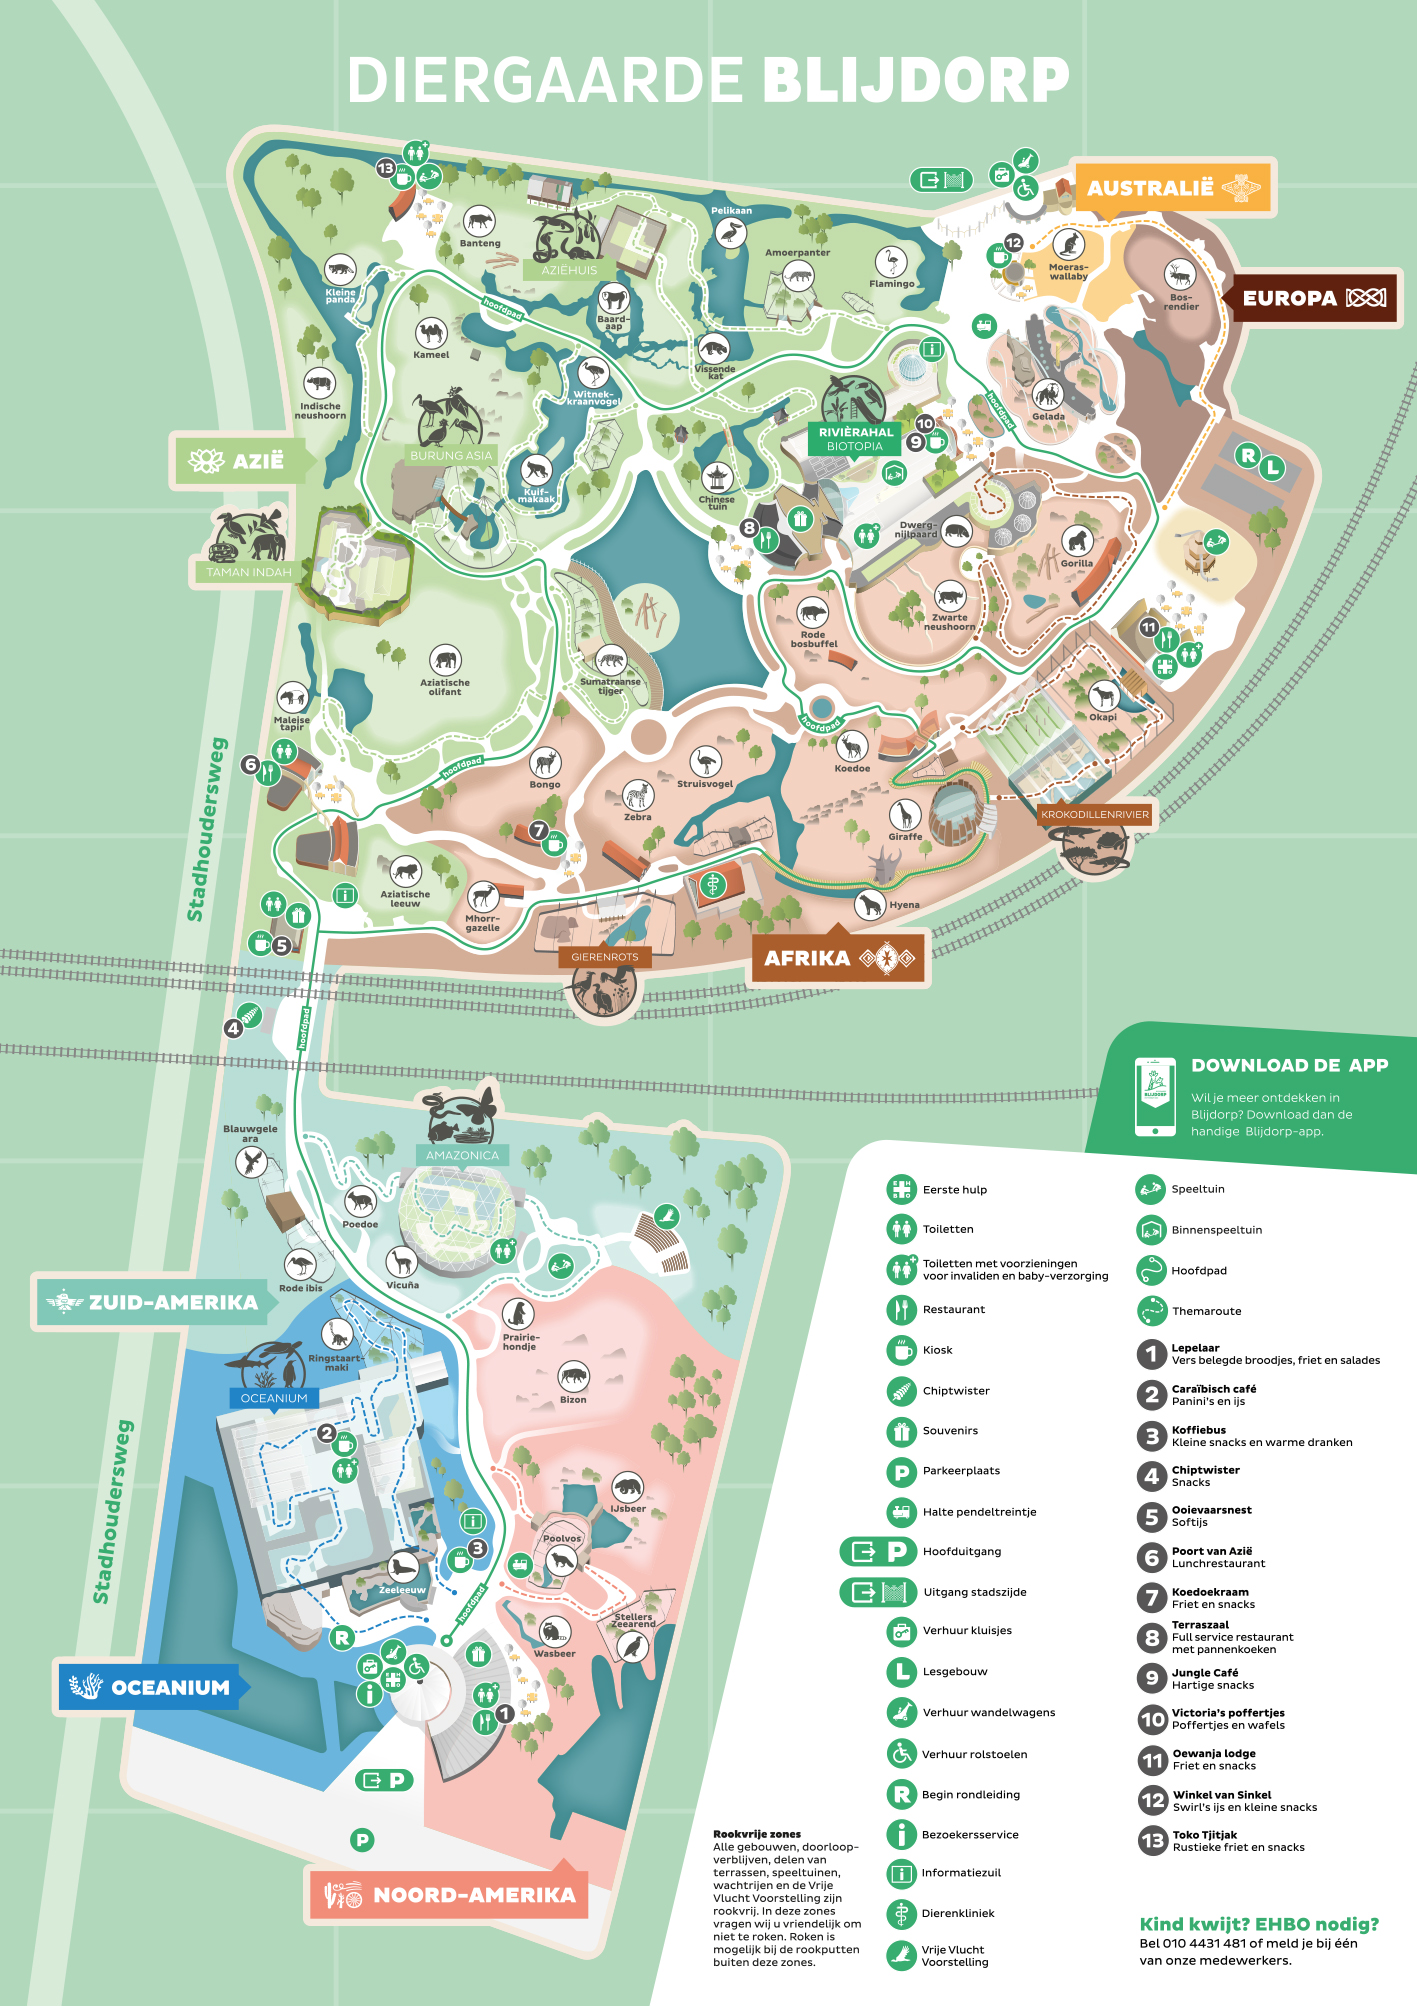 DIERGAARDE BLIJDORP
13
AUSTRALIË
Pelikaan
Banteng
12
AZIËHUIS
Amoerpanter
Moeras-
wallaby
Flamingo
Kleine
panda
Bos-
rendier
EUROPA
hoofdpad
Baard-
aap
Kameel
Vissende
kat
Witnek-
kraanvogel
Indische
neushoorn
hoofdpad
Gelada
10
9
RIVIÈRAHAL
BIOTOPIA
BURUNG ASIA
AZIË
R
L
Kuif-
makaak
Chinese
tuin
8
Dwerg-
nijlpaard
Gorilla
TAMAN INDAH
Zwarte
neushoorn
Rode
bosbuffel
11
Aziatische
olifant
Sumatraanse
tijger
Okapi
Maleise
tapir
hoofdpad
Koedoe
6
hoofdpad
Bongo
Struisvogel
Zebra
KROKODILLENRIVIER
Giraffe
7
Stadhoudersweg
Aziatische
leeuw
Mhorr-
gazelle
Hyena
5
GIERENROTS
AFRIKA
4
hoofdpad
DOWNLOAD DE APP
BLIJDORP
Wil je meer ontdekken in
Blijdorp? Download dan de
handige Blijdorp-app.
Blauwgele
ara
AMAZONICA
Poedoe
Rode ibis
Vicuña
ZUID-AMERIKA
Prairie-
hondje
Ringstaart-
maki
OCEANIUM
Bizon
2
IJsbeer
Poolvos
3
Zeeleeuw
hoofdpad
Stellers
Zeearend
Wasbeer
R
Stadhoudersweg
OCEANIUM
1
P
P
NOORD-AMERIKA
Eerste hulp
Toiletten
Toiletten met voorzieningen
voor invaliden en baby-verzorging
Restaurant
Kiosk
Chiptwister
Souvenirs
P Parkeerplaats
Halte pendeltreintje
P Hoofduitgang
Uitgang stadszijde
Verhuur kluisjes
L Lesgebouw
Verhuur wandelwagens
Verhuur rolstoelen
R Begin rondleiding
i Bezoekersservice
i Informatiezuil
Dierenkliniek
Vrije Vlucht
Voorstelling
Speeltuin
Binnenspeeltuin
Hoofdpad
Themaroute
1 Lepelaar
Vers belegde broodjes, friet en salades
2 Caraïbisch café
Panini's en ijs
3 Koffiebus
Kleine snacks en warme dranken
4 Chiptwister
Snacks
5 Ooievaarsnest
Softijs
6 Poort van Azië
Lunchrestaurant
7 Koedoekraam
Friet en snacks
8 Terraszaal
Full service restaurant
met pannenkoeken
9 Jungle Café
Hartige snacks
10 Victoria's poffertjes
Poffertjes en wafels
11 Oewanja lodge
Friet en snacks
12 Winkel van Sinkel
Swirl's ijs en kleine snacks
13 Toko Tjitjak
Rustieke friet en snacks
Rookvrije zones
Alle gebouwen, doorloop-
verblijven, delen van
terrassen, speeltuinen,
wachtrijen en de Vrije
Vlucht Voorstelling zijn
rookvrij. In deze zones
vragen wij u vriendelijk om
niet te roken. Roken is
mogelijk bij de rookputten
buiten deze zones.
Kind kwijt? EHBO nodig?
Bel 010 4431 481 of meld je bij één
van onze medewerkers.